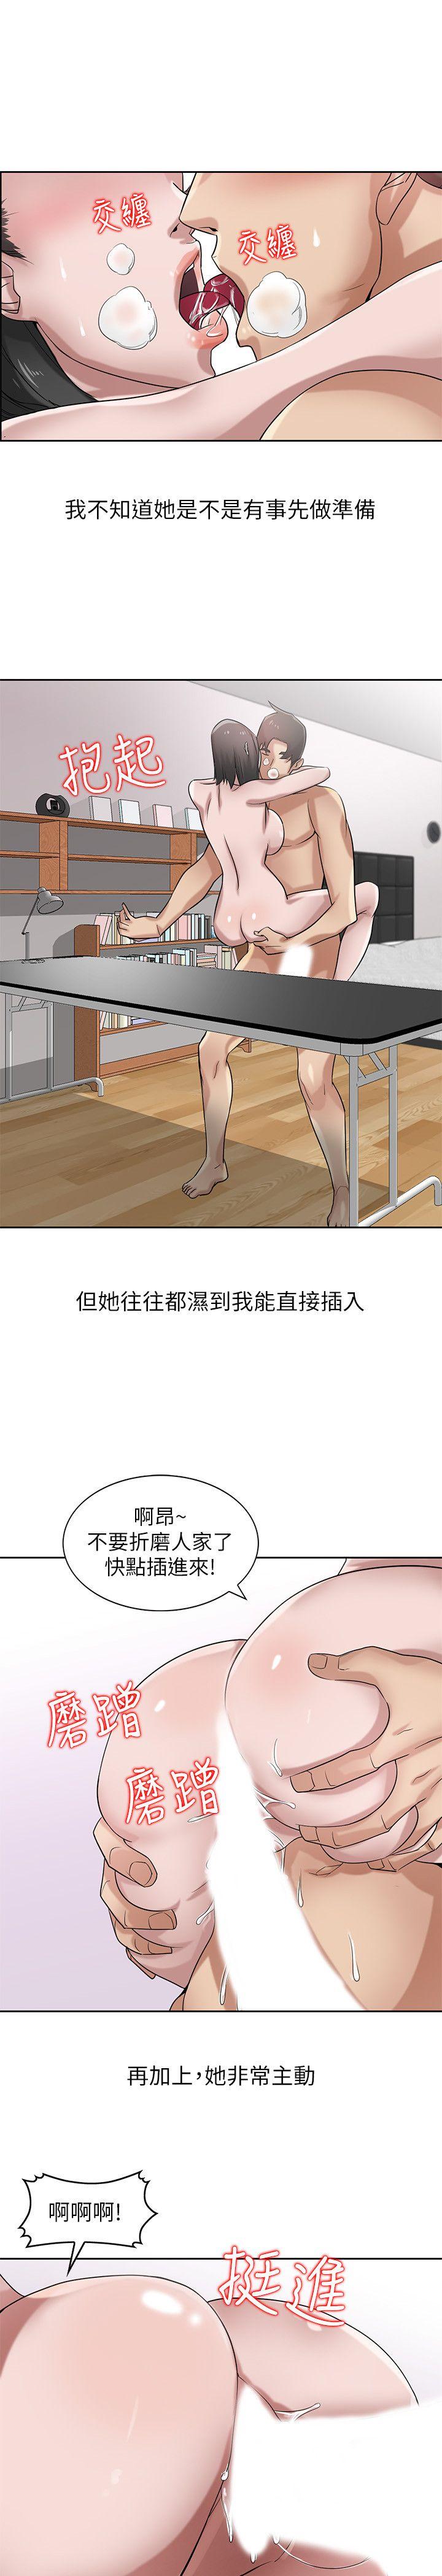 交纏
交纏
我不知道她是不是有事先做準備
抱起
但她往往都濕到我能直接插入
啊昂~
不要折磨人家了
快點插進來!
磨蹭
磨蹭
再加上,她非常主動
啊啊啊!
挺進